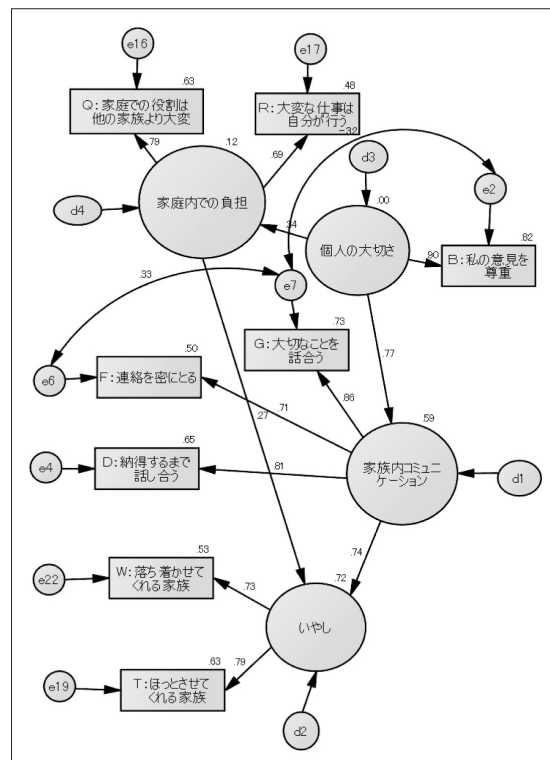 e16
e17
.63
.48
Q：家庭での役割は
他の家族より大変
R：大変な仕事は
自分が行う
-.32
.79
.12
.69
d3
e2
d4
家庭内での負担
.00
.34
個人の大切さ
.82
.90
B：私の意見を
尊重
.33
e7
.73
.50
G：大切なことを
話合う
.77
e6
F：連絡を密にとる
.27
.71
.86
.59
.65
e4
D：納得するまで
話し合う
.81
家族内コミュニ
ケーション
d1
.53
.74
e22
W：落ち着かせて
くれる家族
.73
.72
いやし
.63
.79
e19
T：ほっとさせて
くれる家族
d2